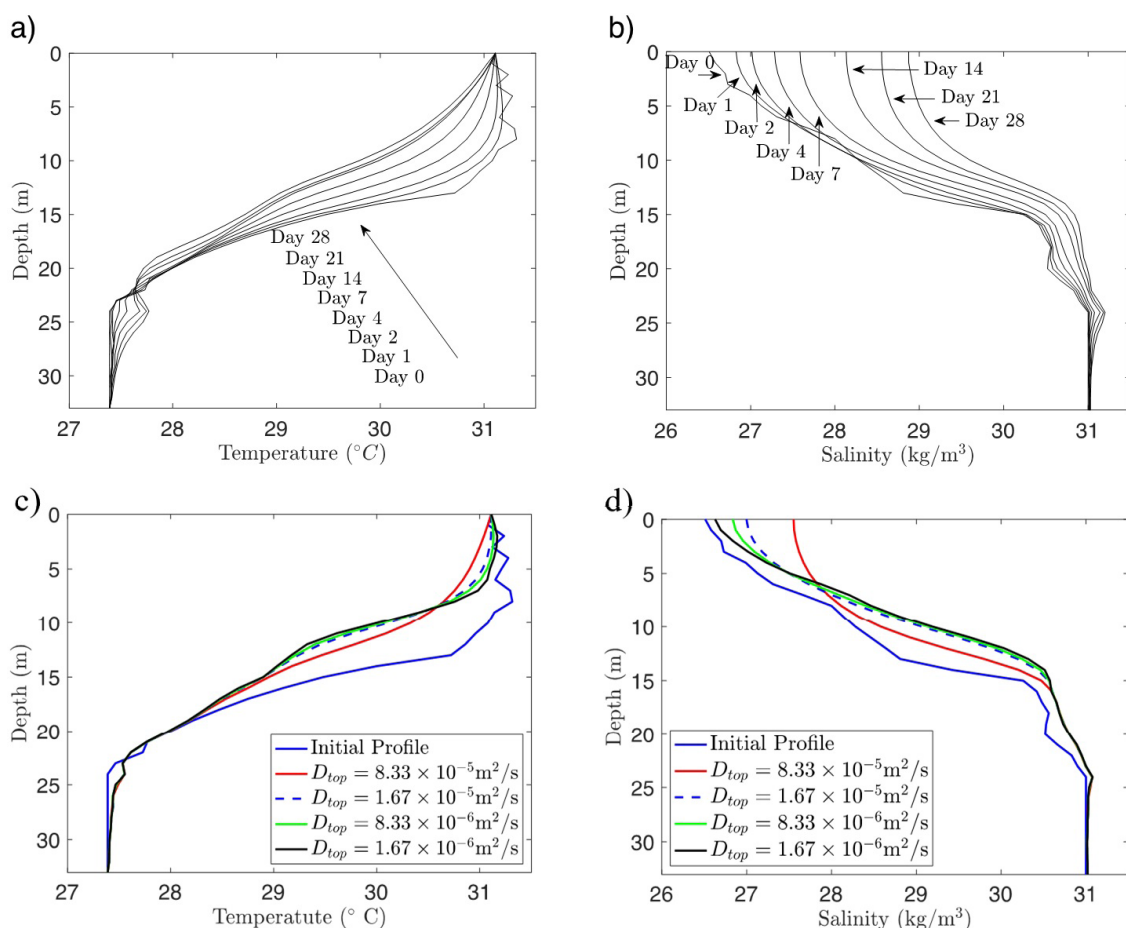 a)
0
5
10
15
20
25
30
Depth (m)
Day 28
Day 21
Day 14
Day 7
Day 4
Day 2
Day 1
Day 0
27 28 29 30 31
Temperature (°C)
b)
0
5
10
15
20
25
30
Depth (m)
Day 0
Day 1
Day 2
Day 4
Day 7
Day 14
Day 21
Day 28
26 27 28 29 30 31
Salinity (kg/m³)
c)
0
5
10
15
20
25
30
Depth (m)
Initial Profile
D_top = 8.33 × 10⁻⁵m²/s
D_top = 1.67 × 10⁻⁵m²/s
D_top = 8.33 × 10⁻⁶m²/s
D_top = 1.67 × 10⁻⁶m²/s
27 28 29 30 31
Temperatute (° C)
d)
0
5
10
15
20
25
30
Depth (m)
Initial Profile
D_top = 8.33 × 10⁻⁵m²/s
D_top = 1.67 × 10⁻⁵m²/s
D_top = 8.33 × 10⁻⁶m²/s
D_top = 1.67 × 10⁻⁶m²/s
26 27 28 29 30 31
Salinity (kg/m³)